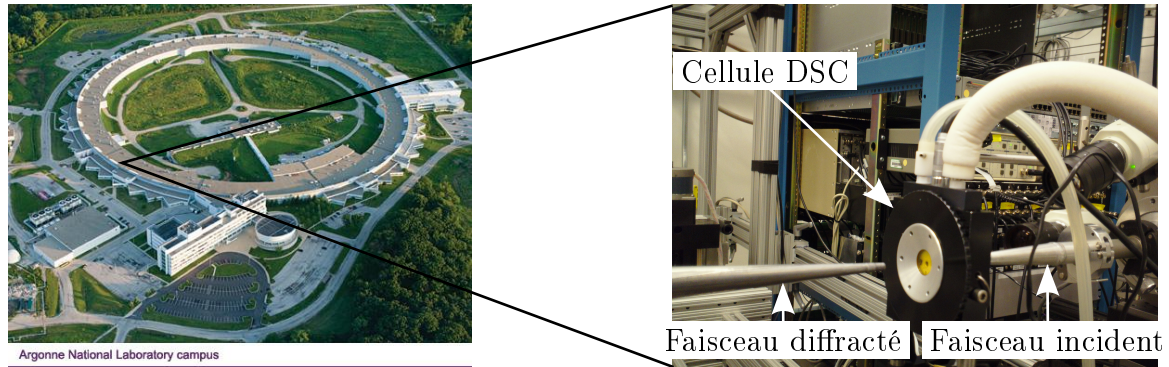 Cellule DSC
Faisceau diffracté
Faisceau incident
Argonne National Laboratory campus